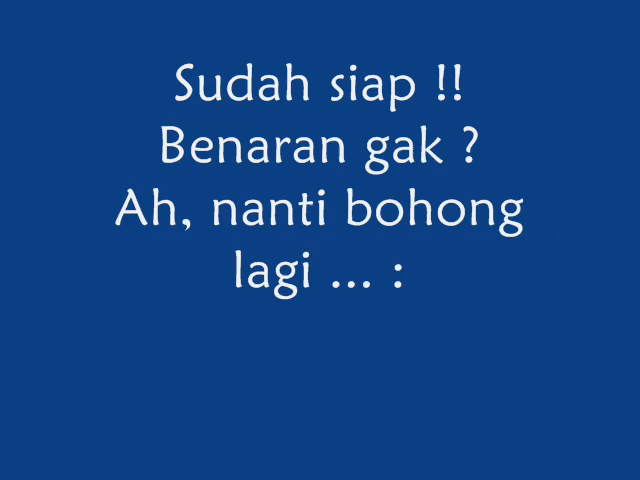 Sudah siap !!
Benaran gak ?
Ah, nanti bohong
lagi ... :